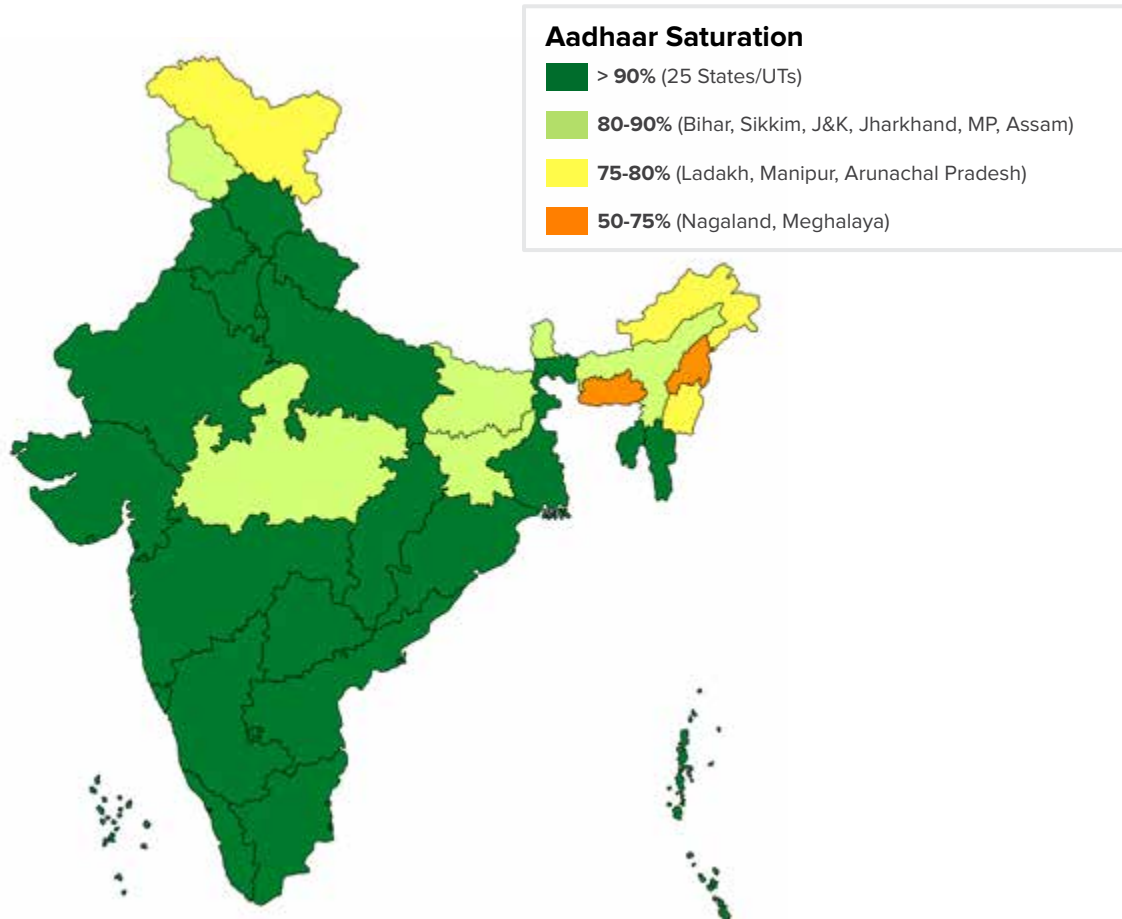 Aadhaar Saturation
> 90% (25 States/UTs)
80-90% (Bihar, Sikkim, J&K, Jharkhand, MP, Assam)
75-80% (Ladakh, Manipur, Arunachal Pradesh)
50-75% (Nagaland, Meghalaya)